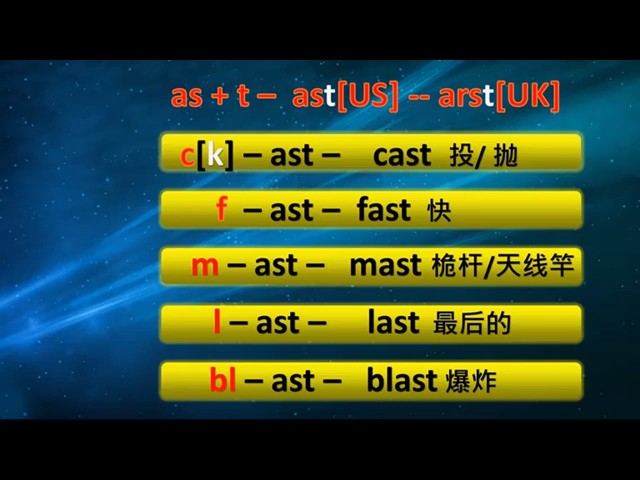 as + t – ast[US] -- arst[UK]
c[k] – ast – cast 投/ 抛
f – ast – fast 快
m – ast – mast 桅杆/天线竿
l – ast – last 最后的
bl – ast – blast 爆炸